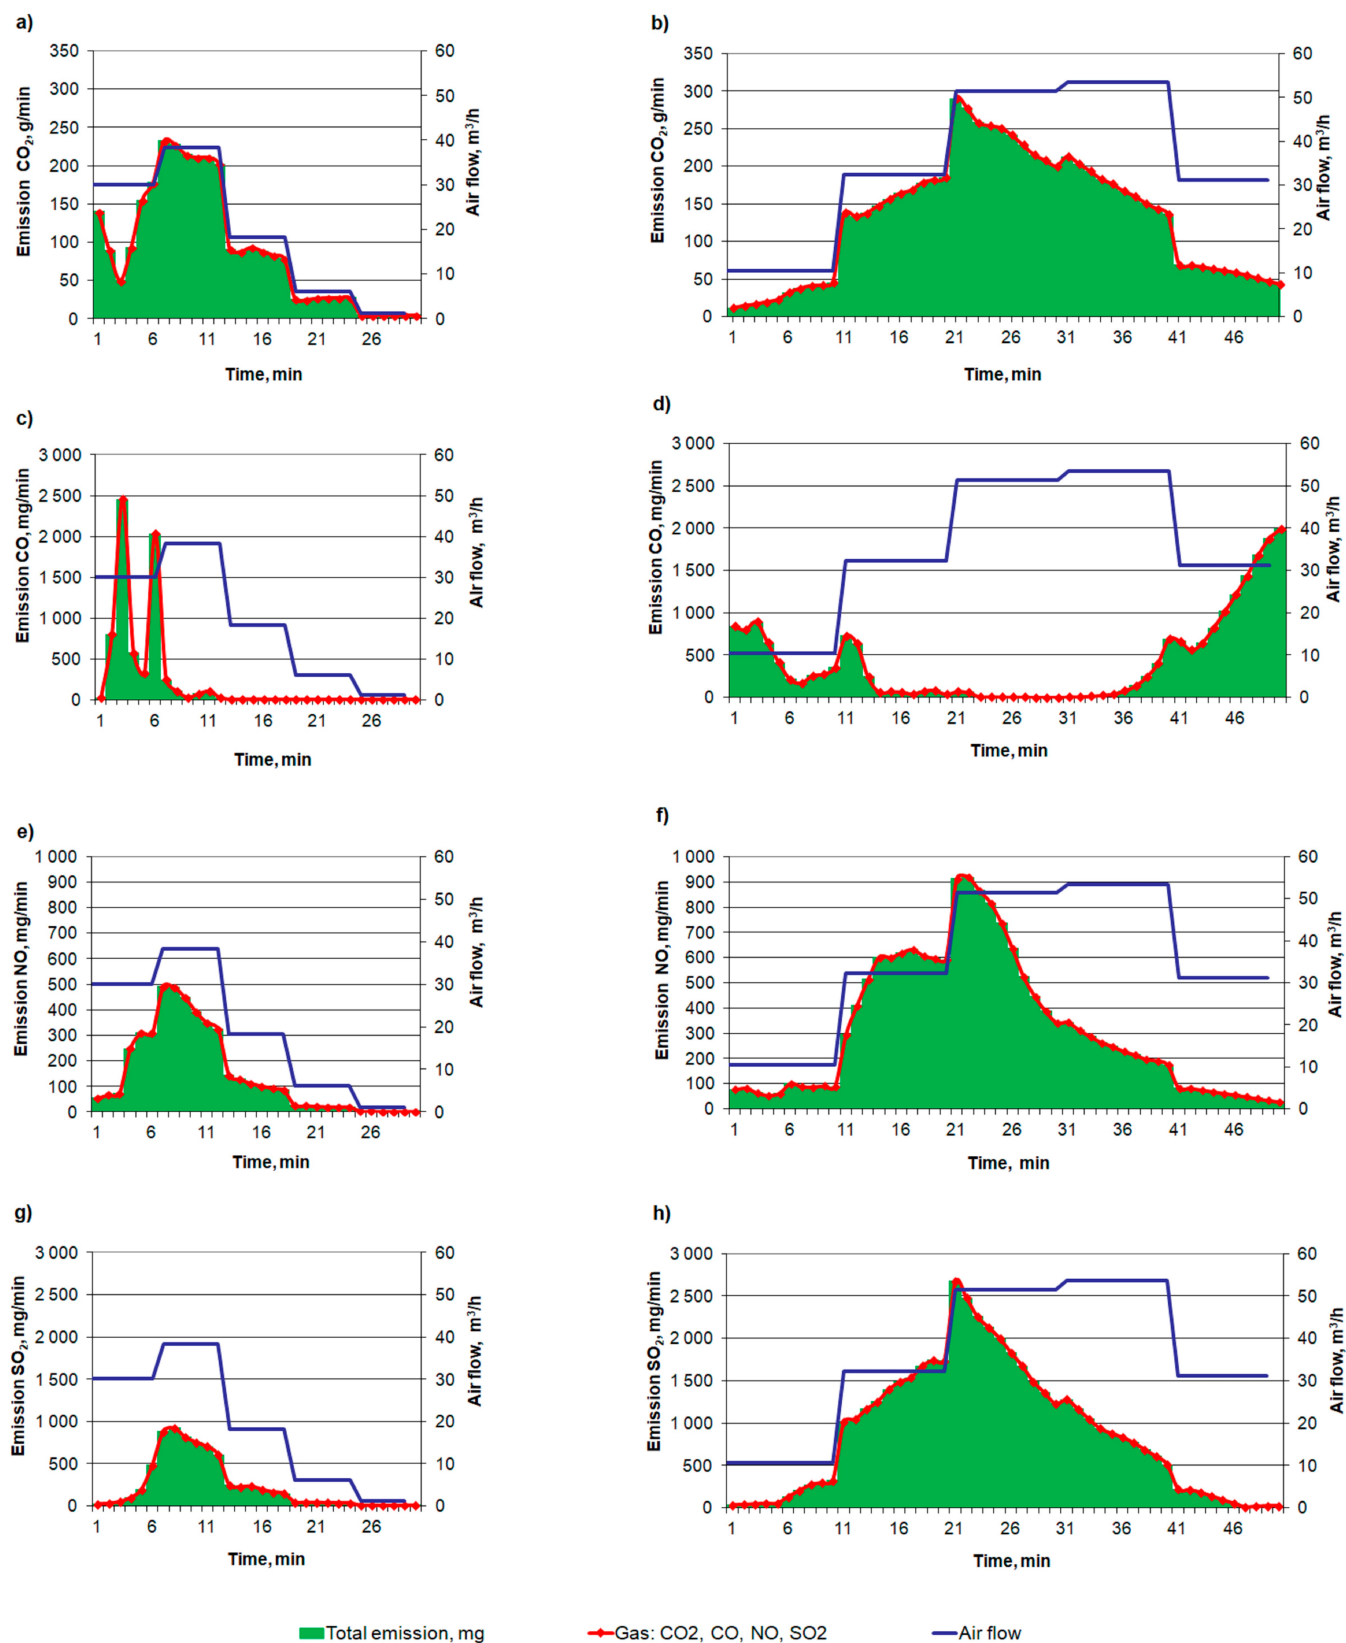 a)
350
300
250
200
150
100
50
0
Emission CO₂, g/min
60
50
40
30
20
10
0
Air flow, m³/h
1 6 11 16 21 26
Time, min
b)
350
300
250
200
150
100
50
0
Emission CO₂, g/min
60
50
40
30
20
10
0
Air flow, m³/h
1 6 11 16 21 26 31 36 41 46
Time, min
c)
3 000
2 500
2 000
1 500
1 000
500
0
Emission CO, mg/min
60
50
40
30
20
10
0
Air flow, m³/h
1 6 11 16 21 26
Time, min
d)
3 000
2 500
2 000
1 500
1 000
500
0
Emission CO, mg/min
60
50
40
30
20
10
0
Air flow, m³/h
1 6 11 16 21 26 31 36 41 46
Time, min
e)
1 000
900
800
700
600
500
400
300
200
100
0
Emission NO, mg/min
60
50
40
30
20
10
0
Air flow, m³/h
1 6 11 16 21 26
Time, min
f)
1 000
900
800
700
600
500
400
300
200
100
0
Emission NO, mg/min
60
50
40
30
20
10
0
Air flow, m³/h
1 6 11 16 21 26 31 36 41 46
Time, min
g)
3 000
2 500
2 000
1 500
1 000
500
0
Emission SO₂, mg/min
60
50
40
30
20
10
0
Air flow, m³/h
1 6 11 16 21 26
Time, min
h)
3 000
2 500
2 000
1 500
1 000
500
0
Emission SO₂, mg/min
60
50
40
30
20
10
0
Air flow, m³/h
1 6 11 16 21 26 31 36 41 46
Time, min
Total emission, mg Gas: CO2, CO, NO, SO2 Air flow